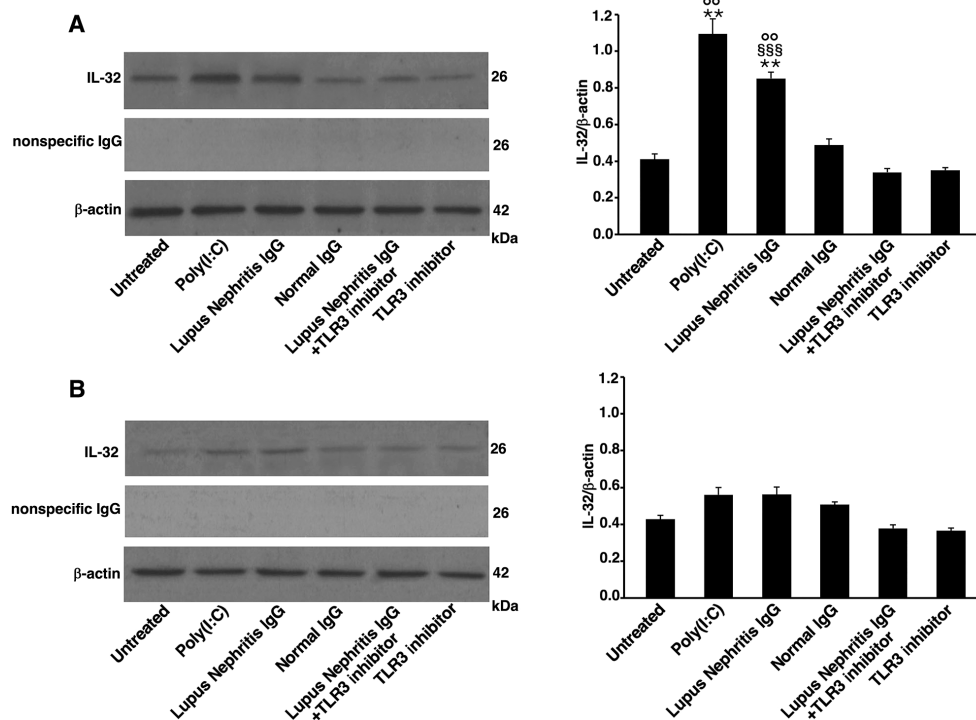 A
IL-32
26
nonspecific IgG
26
β-actin
42
kDa
Untreated
Poly(I:C)
Lupus Nephritis IgG
Normal IgG
Lupus Nephritis IgG
+TLR3 inhibitor
TLR3 inhibitor
IL-32/β-actin
1.2
1.0
0.8
0.6
0.4
0.2
0.0
oo
**
oo
§§§
**
Untreated
Poly(I:C)
Lupus Nephritis IgG
Normal IgG
Lupus Nephritis IgG
+TLR3 inhibitor
TLR3 inhibitor
B
IL-32
26
nonspecific IgG
26
β-actin
42
kDa
Untreated
Poly(I:C)
Lupus Nephritis IgG
Normal IgG
Lupus Nephritis IgG
+TLR3 inhibitor
TLR3 inhibitor
IL-32/β-actin
1.2
1.0
0.8
0.6
0.4
0.2
0.0
Untreated
Poly(I:C)
Lupus Nephritis IgG
Normal IgG
Lupus Nephritis IgG
+TLR3 inhibitor
TLR3 inhibitor